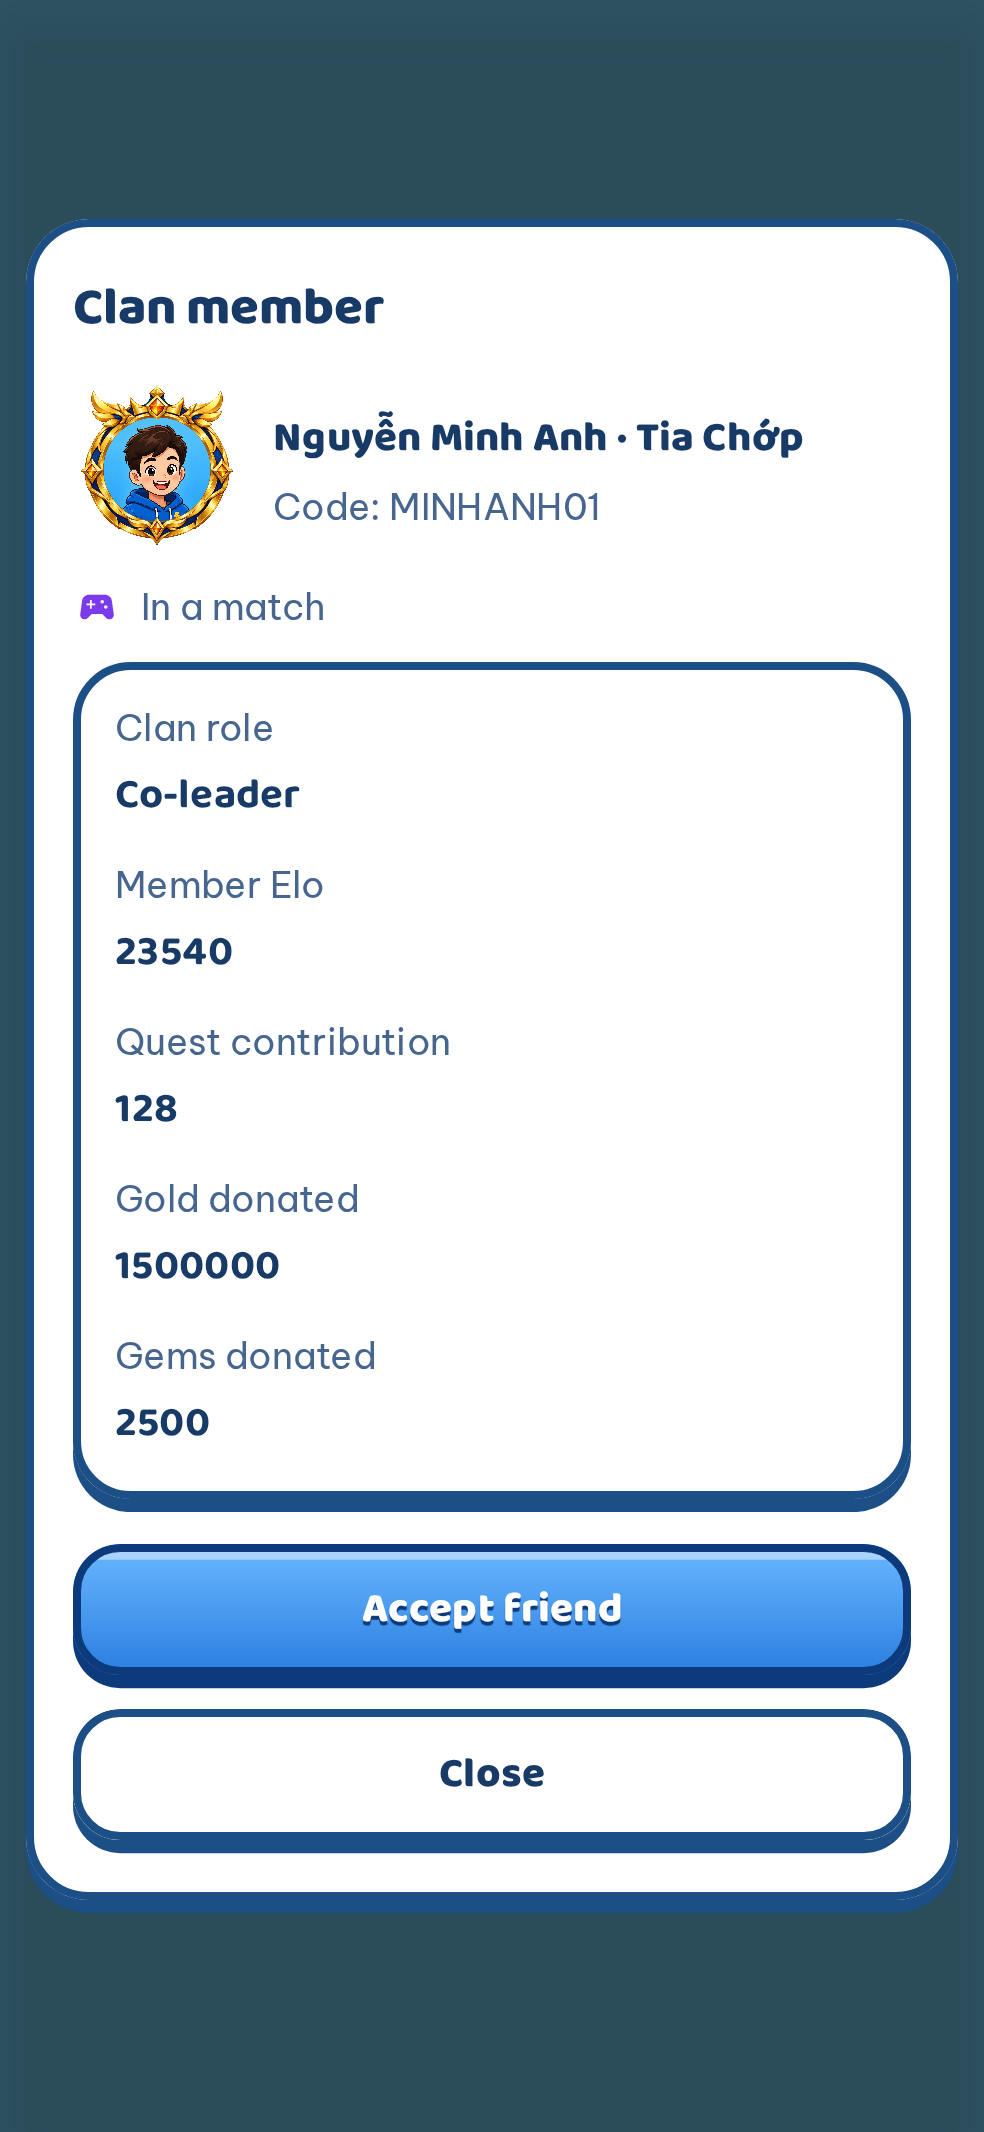 Clan member
Nguyễn Minh Anh · Tia Chớp
Code: MINHANH01
In a match
Clan role
Co-leader
Member Elo
23540
Quest contribution
128
Gold donated
1500000
Gems donated
2500
Accept friend
Close